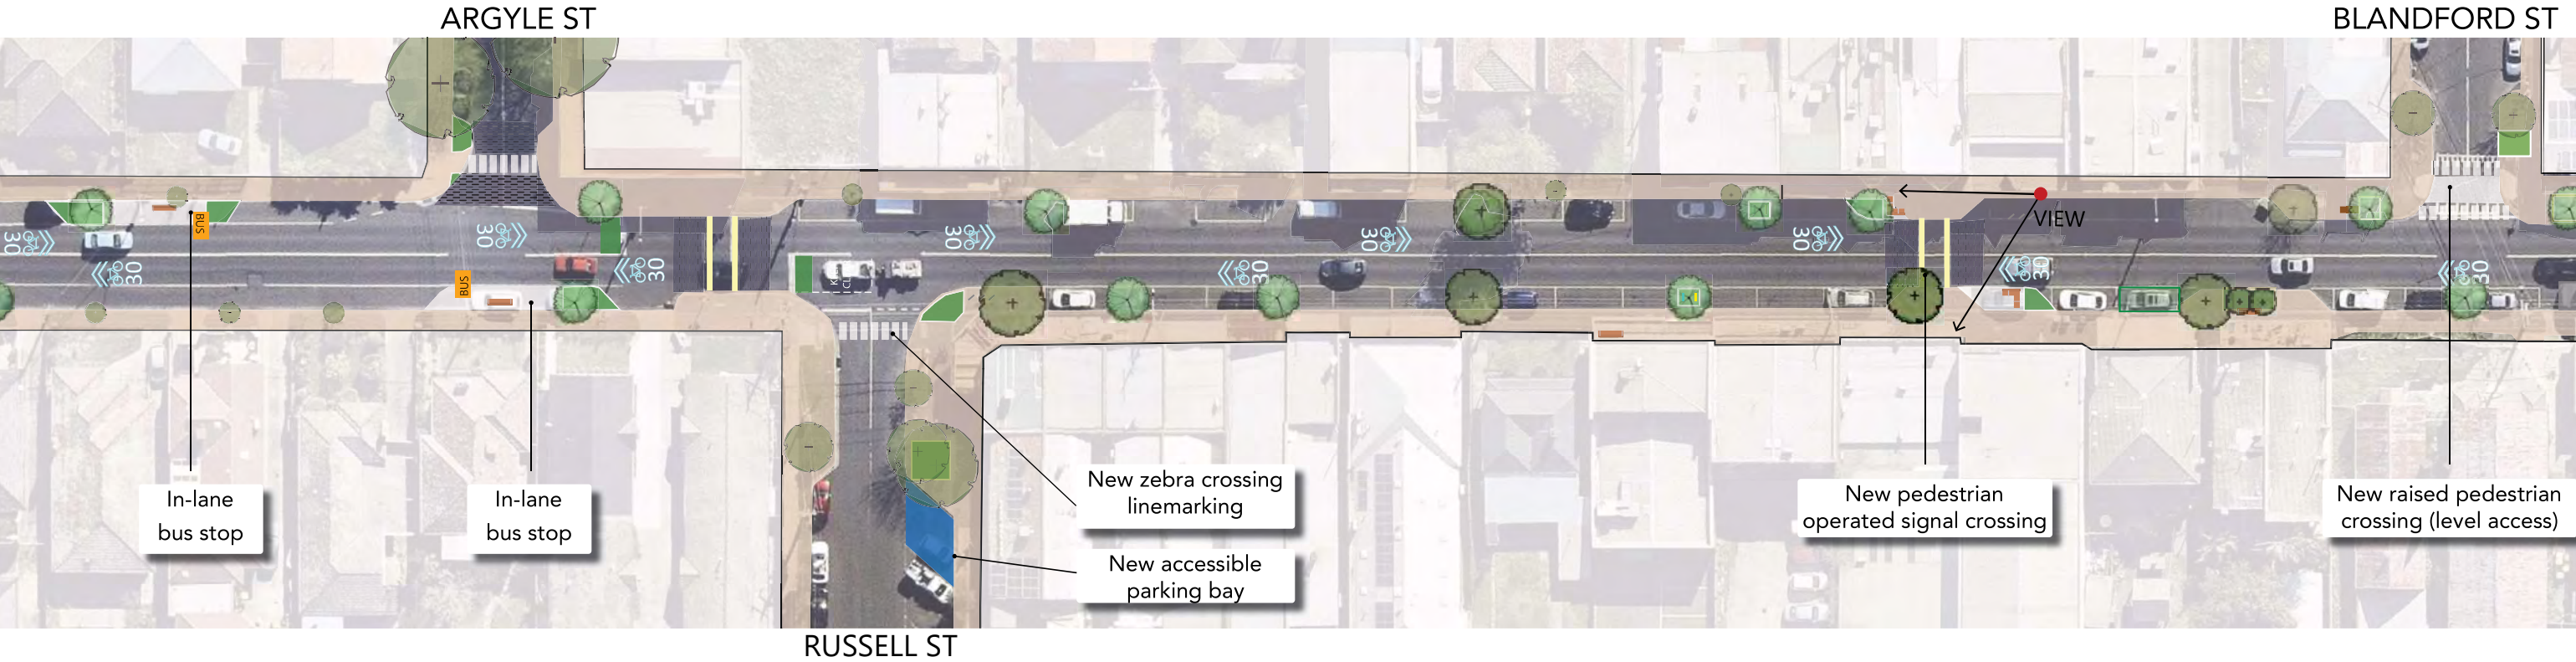 ARGYLE ST
BLANDFORD ST
BUS
30
30
30
30
30
30
30
30
30
30
BUS
VIEW
In-lane
bus stop
In-lane
bus stop
New zebra crossing
linemarking
New accessible
parking bay
New pedestrian
operated signal crossing
New raised pedestrian
crossing (level access)
RUSSELL ST